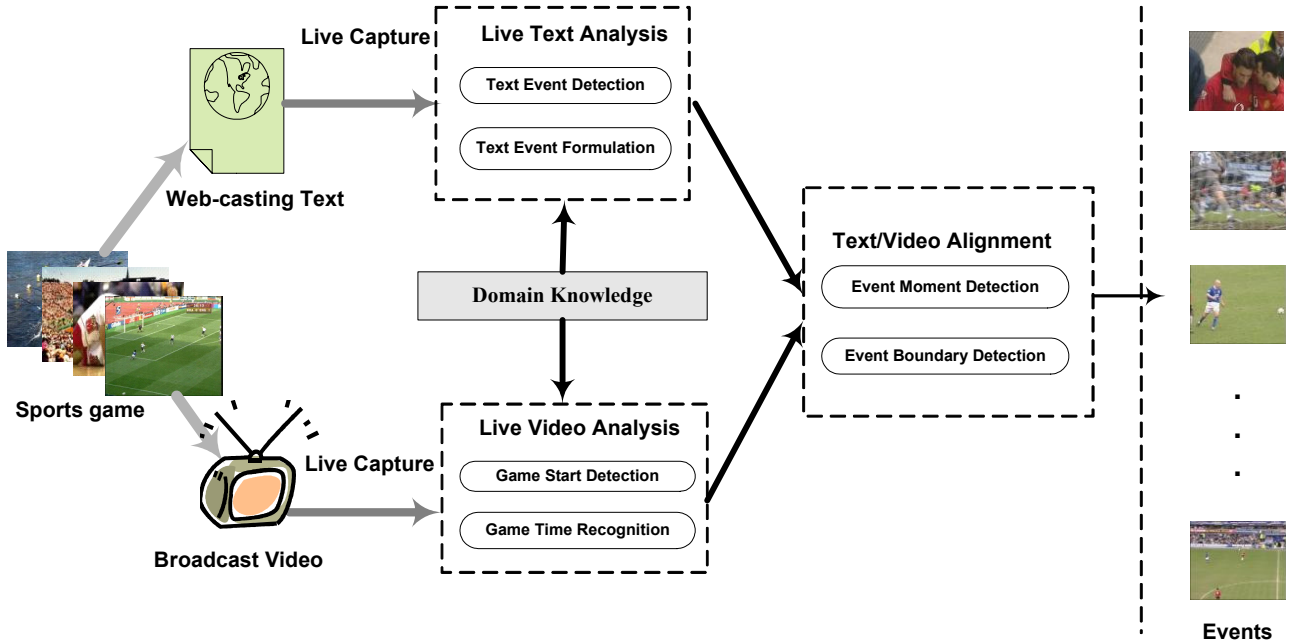 Live Capture
Live Text Analysis
Text Event Detection
Text Event Formulation
Web-casting Text
Domain Knowledge
Text/Video Alignment
Event Moment Detection
Event Boundary Detection
Sports game
Live Capture
Live Video Analysis
Game Start Detection
Game Time Recognition
Broadcast Video
Events